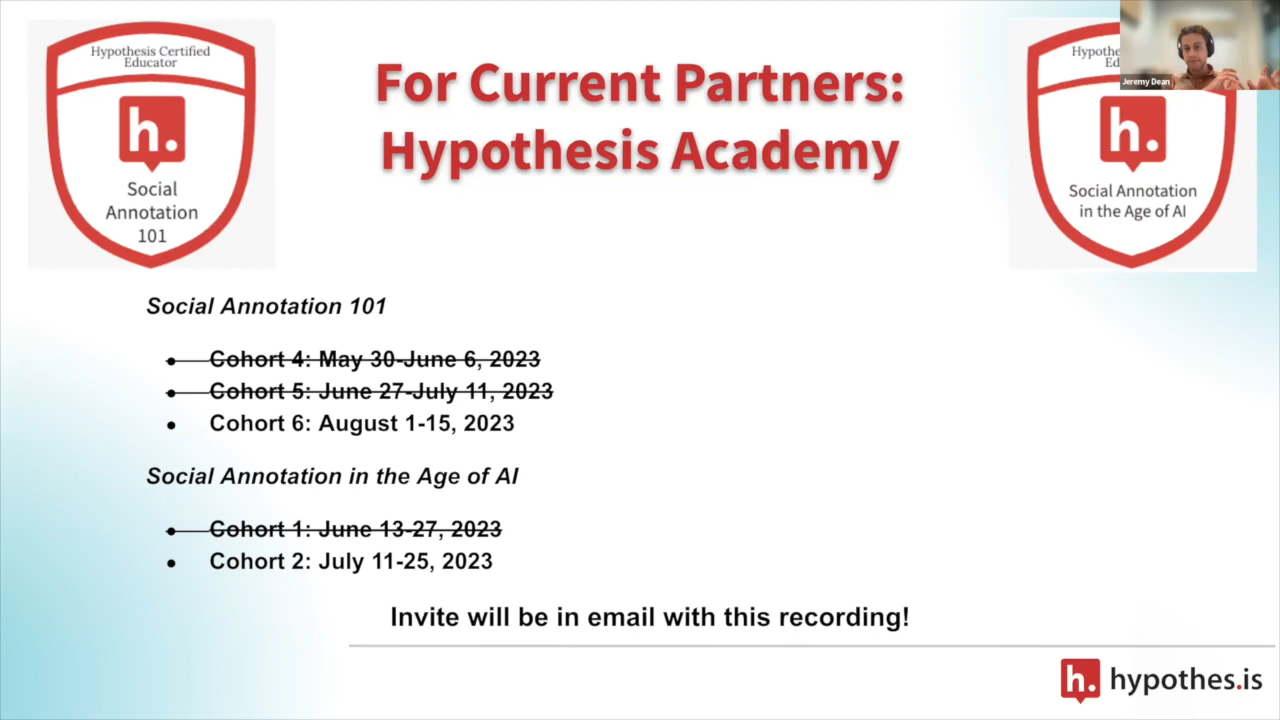 Hypothesis Certified
Educator
h.
Social
Annotation
101
For Current Partners:
Hypothesis Academy
Jeremy Dean
h.
Social Annotation
in the Age of AI
Social Annotation 101
Cohort 4: May 30-June 6, 2023
Cohort 5: June 27-July 11, 2023
Cohort 6: August 1-15, 2023
Social Annotation in the Age of AI
Cohort 1: June 13-27, 2023
Cohort 2: July 11-25, 2023
Invite will be in email with this recording!
h. hypothes.is